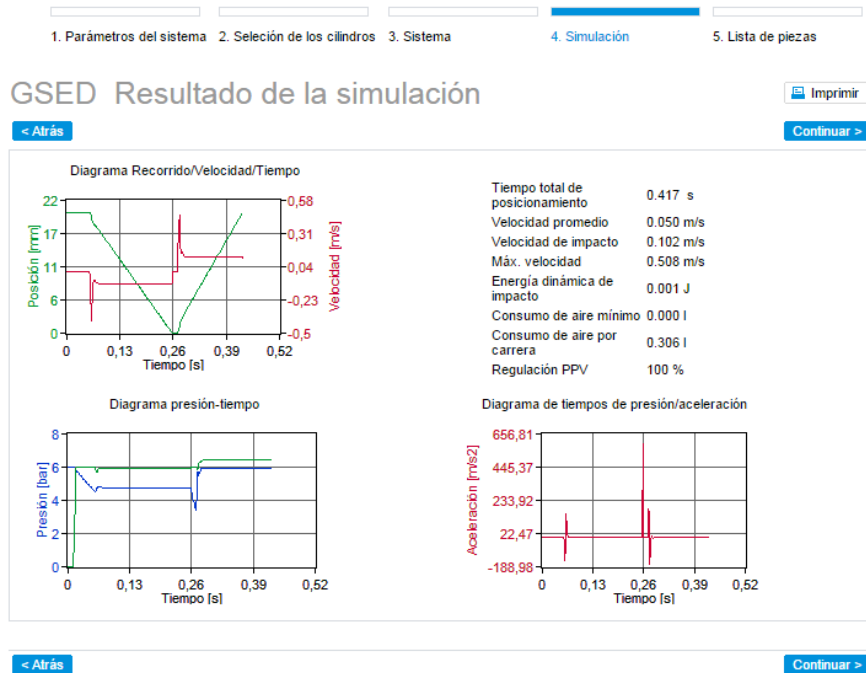 1. Parámetros del sistema 2. Seleción de los cilindros 3. Sistema 4. Simulación 5. Lista de piezas
GSED Resultado de la simulación
Imprimir
< Atrás
Continuar >
Diagrama Recorrido/Velocidad/Tiempo
Posición [mm]
22
17
11
6
0
0,58
0,31
0,04
-0,23
-0,5
Velocidad [m/s]
0 0,13 0,26 0,39 0,52
Tiempo [s]
Tiempo total de
posicionamiento 0.417 s
Velocidad promedio 0.050 m/s
Velocidad de impacto 0.102 m/s
Máx. velocidad 0.508 m/s
Energía dinámica de
impacto 0.001 J
Consumo de aire mínimo 0.000 l
Consumo de aire por
carrera 0.306 l
Regulación PPV 100 %
Diagrama presión-tiempo
Presión [bar]
8
6
4
2
0
0 0,13 0,26 0,39 0,52
Tiempo [s]
Diagrama de tiempos de presión/aceleración
Aceleración [m/s2]
656,81
445,37
233,92
22,47
-188,98
0 0,13 0,26 0,39 0,52
Tiempo [s]
< Atrás
Continuar >